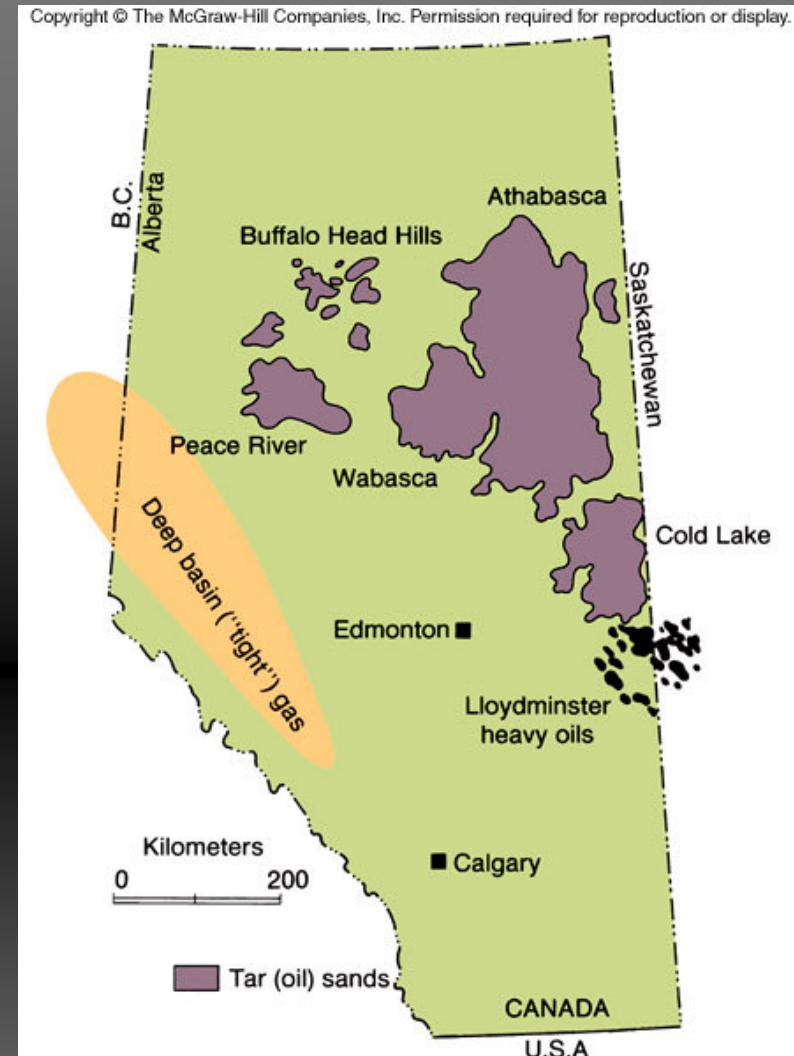 Copyright © The McGraw-Hill Companies, Inc. Permission required for reproduction or display.
B.C.
Alberta
Athabasca
Buffalo Head Hills
Saskatchewan
Peace River
Wabasca
Deep basin ("tight") gas
Cold Lake
Edmonton
Lloydminster
heavy oils
Kilometers
0 200
Calgary
Tar (oil) sands
CANADA
U.S.A